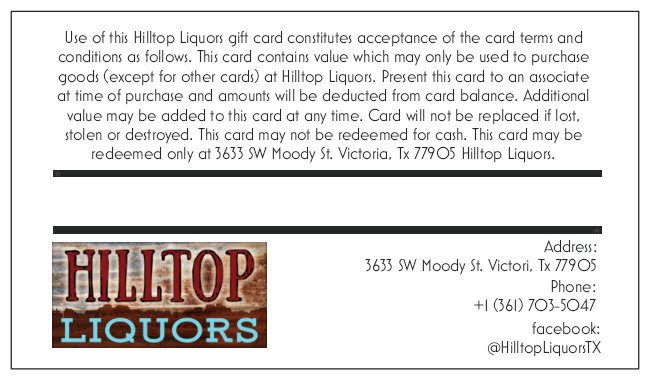 Use of this Hilltop Liquors gift card constitutes acceptance of the card terms and
conditions as follows. This card contains value which may only be used to purchase
goods (except for other cards) at Hilltop Liquors. Present this card to an associate
at time of purchase and amounts will be deducted from card balance. Additional
value may be added to this card at any time. Card will not be replaced if lost,
stolen or destroyed. This card may not be redeemed for cash. This card may be
redeemed only at 3633 SW Moody St. Victoria, Tx 77905 Hilltop Liquors.
HILLTOP
LIQUORS
Address:
3633 SW Moody St. Victori, Tx 77905
Phone:
+1 (361) 703-5047
facebook:
@HilltopLiquorsTX